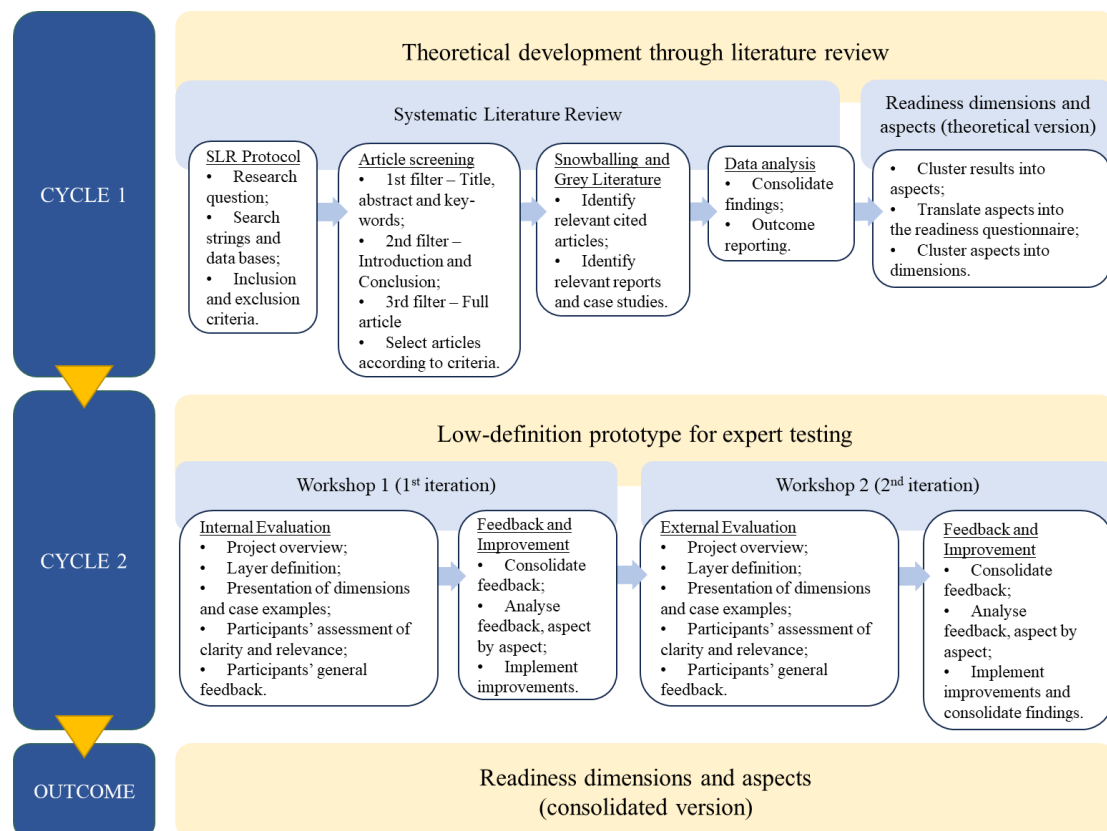 CYCLE 1
Theoretical development through literature review
Systematic Literature Review
Readiness dimensions and
aspects (theoretical version)
SLR Protocol
• Research
question;
• Search
strings and
data bases;
• Inclusion
and exclusion
criteria.
Article screening
• 1st filter – Title,
abstract and key-
words;
• 2nd filter –
Introduction and
Conclusion;
• 3rd filter – Full
article
• Select articles
according to criteria.
Snowballing and
Grey Literature
• Identify
relevant cited
articles;
• Identify
relevant reports
and case studies.
Data analysis
• Consolidate
findings;
• Outcome
reporting.
• Cluster results into
aspects;
• Translate aspects into
the readiness questionnaire;
• Cluster aspects into
dimensions.
CYCLE 2
Low-definition prototype for expert testing
Workshop 1 (1st iteration)
Workshop 2 (2nd iteration)
Internal Evaluation
• Project overview;
• Layer definition;
• Presentation of dimensions
and case examples;
• Participants’ assessment of
clarity and relevance;
• Participants’ general
feedback.
Feedback and
Improvement
• Consolidate
feedback;
• Analyse
feedback, aspect
by aspect;
• Implement
improvements.
External Evaluation
• Project overview;
• Layer definition;
• Presentation of dimensions
and case examples;
• Participants’ assessment of
clarity and relevance;
• Participants’ general
feedback.
Feedback and
Improvement
• Consolidate
feedback;
• Analyse
feedback, aspect by
aspect;
• Implement
improvements and
consolidate findings.
OUTCOME
Readiness dimensions and aspects
(consolidated version)